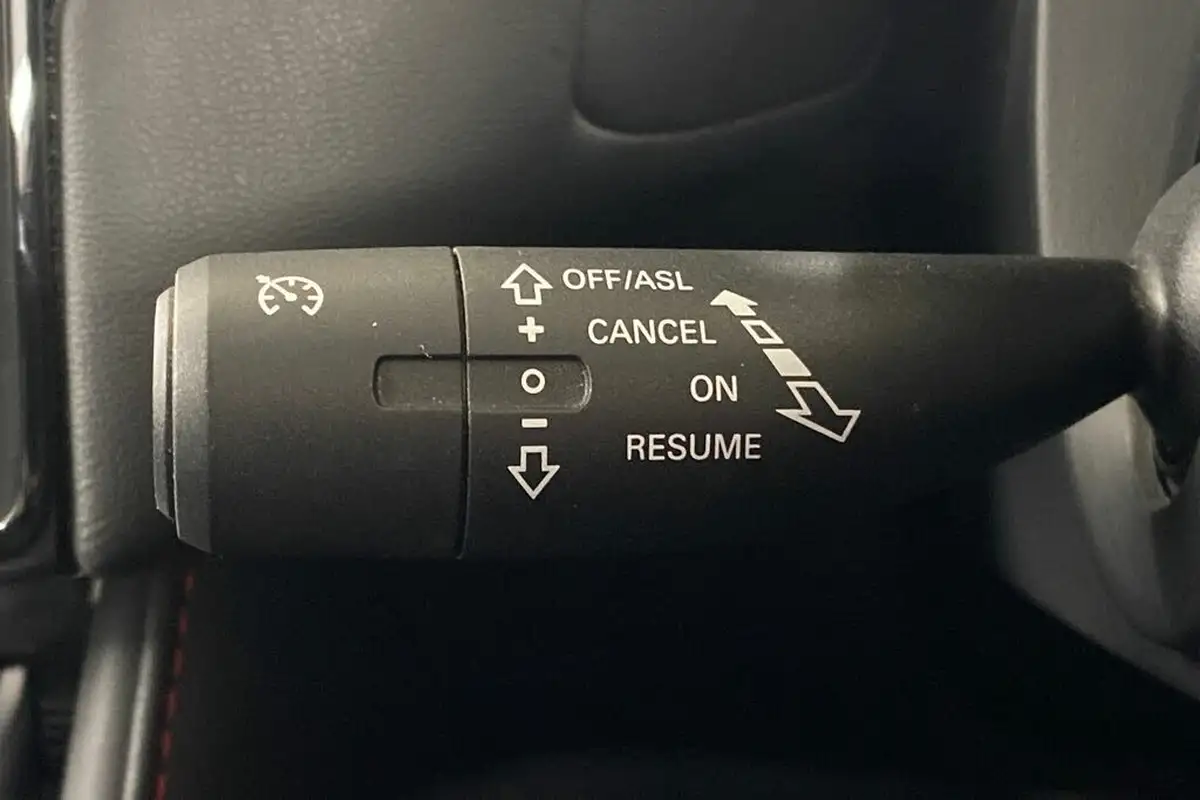 OFF/ASL
+ CANCEL
O ON
- RESUME